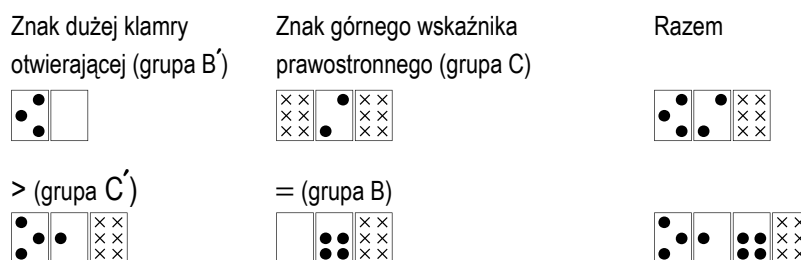 Znak dużej klamry otwierającej (grupa B′)
Znak górnego wskaźnika prawostronnego (grupa C)
Razem
⠪⠀
⠌
⠪⠌
> (grupa C′)
= (grupa B)
⠕⠂
⠀⠶
⠕⠂⠶